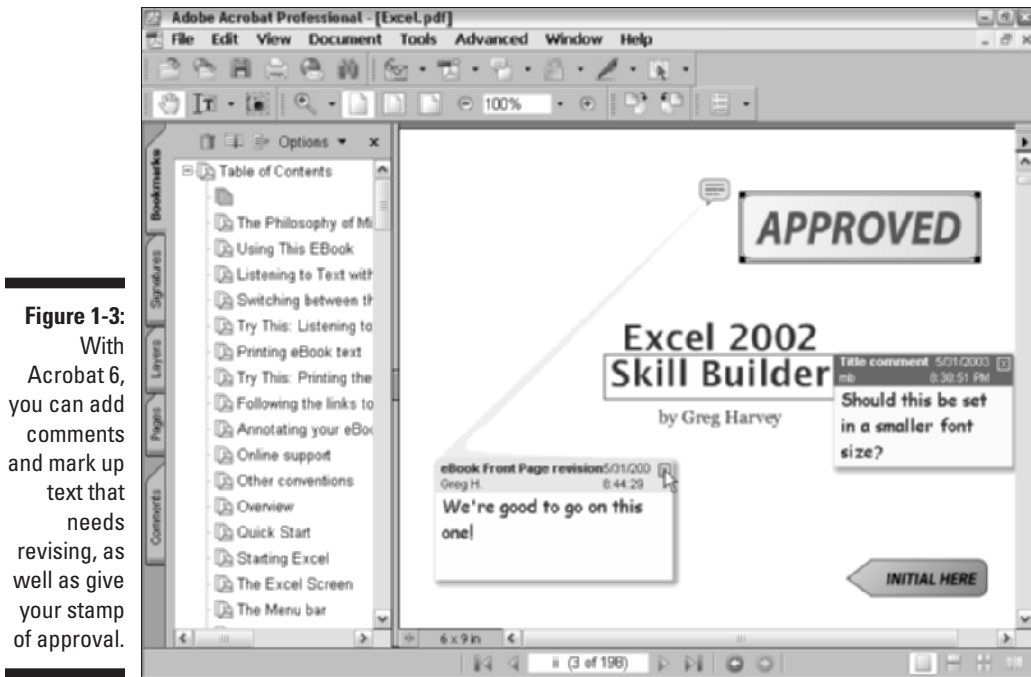 Figure 1-3:
With
Acrobat 6,
you can add
comments
and mark up
text that
needs
revising, as
well as give
your stamp
of approval.
Adobe Acrobat Professional - [Excel.pdf]
File Edit View Document Tools Advanced Window Help
100%
Options
Bookmarks
Signatures
Layers
Pages
Comments
Table of Contents
The Philosophy of Mi
Using This EBook
Listening to Text with
Switching between th
Try This: Listening to
Printing eBook text
Try This: Printing the
Following the links to
Annotating your eBoo
Online support
Other conventions
Overview
Quick Start
Starting Excel
The Excel Screen
The Menu bar
APPROVED
Excel 2002
Skill Builder
by Greg Harvey
Title comment 5/31/2003
mb 8:38:51 PM
Should this be set
in a smaller font
size?
eBook Front Page revision 5/31/200
Greg H. 8:44:29
We're good to go on this
one!
INITIAL HERE
6 x 9 in
ii (3 of 198)